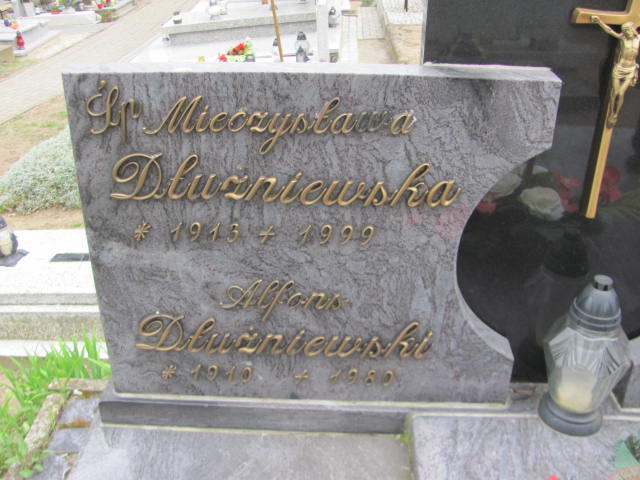 Śp Mieczysława
Dłużniewska
* 1913 + 1999
Alfons
Dłużniewski
* 1910 + 1980